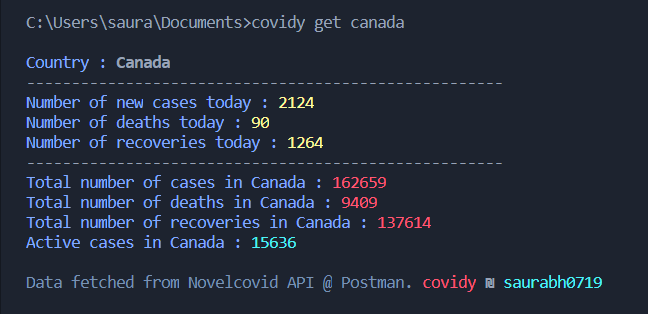 C:\Users\saura\Documents>covidy get canada
Country : Canada
-----------------------------------------------------
Number of new cases today : 2124
Number of deaths today : 90
Number of recoveries today : 1264
-----------------------------------------------------
Total number of cases in Canada : 162659
Total number of deaths in Canada : 9409
Total number of recoveries in Canada : 137614
Active cases in Canada : 15636
Data fetched from Novelcovid API @ Postman. covidy ₪ saurabh0719